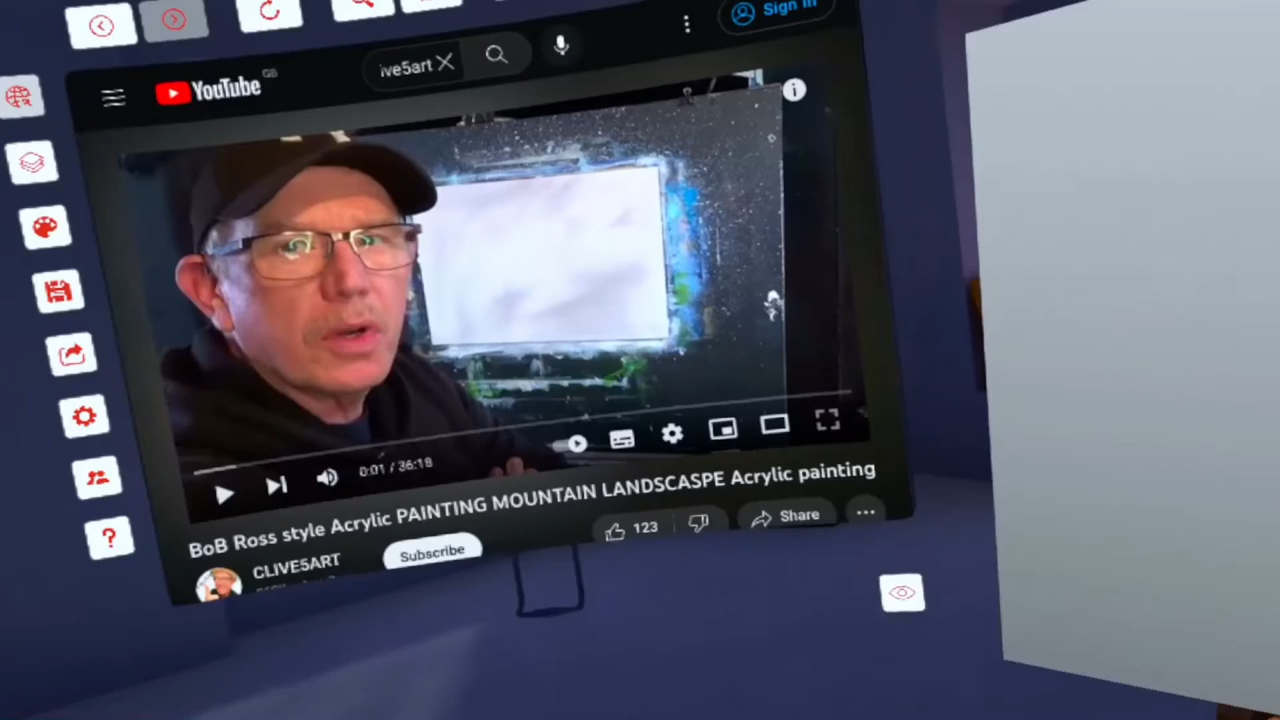 YouTube GB
ive5art
Sign in
0:01 / 36:18
BoB Ross style Acrylic PAINTING MOUNTAIN LANDSCASPE Acrylic painting
CLIVE5ART
Subscribe
123
Share
?